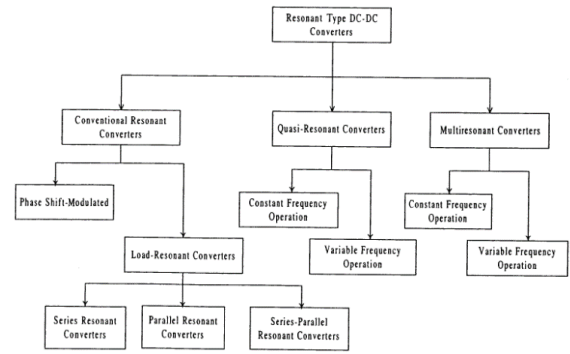 Resonant Type DC-DC
Converters
Conventional Resonant
Converters
Quasi-Resonant Converters
Multiresonant Converters
Phase Shift-Modulated
Constant Frequency
Operation
Constant Frequency
Operation
Load-Resonant Converters
Variable Frequency
Operation
Variable Frequency
Operation
Series Resonant
Converters
Parallel Resonant
Converters
Series-Parallel
Resonant Converters